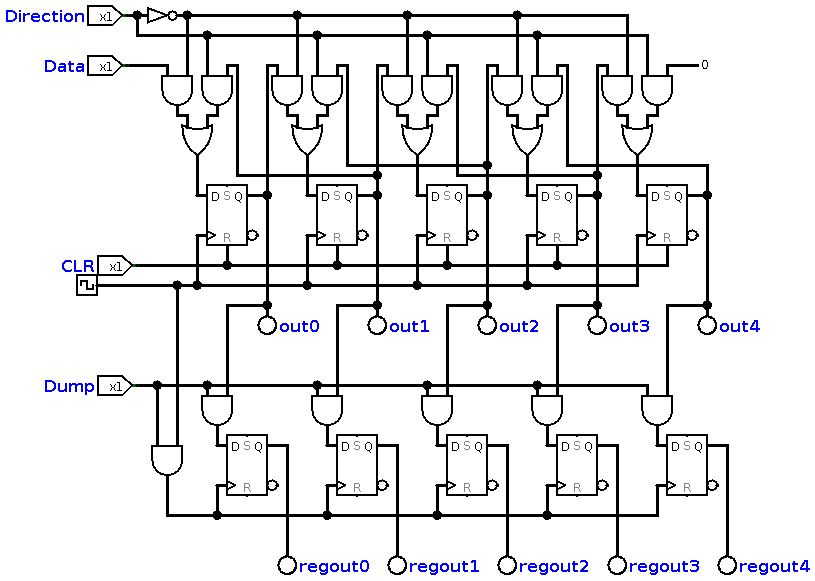 Direction x1
Data x1 0
D S Q D S Q D S Q D S Q D S Q
R R R R R
CLR x1
out0 out1 out2 out3 out4
Dump x1
D S Q D S Q D S Q D S Q D S Q
R R R R R
regout0 regout1 regout2 regout3 regout4